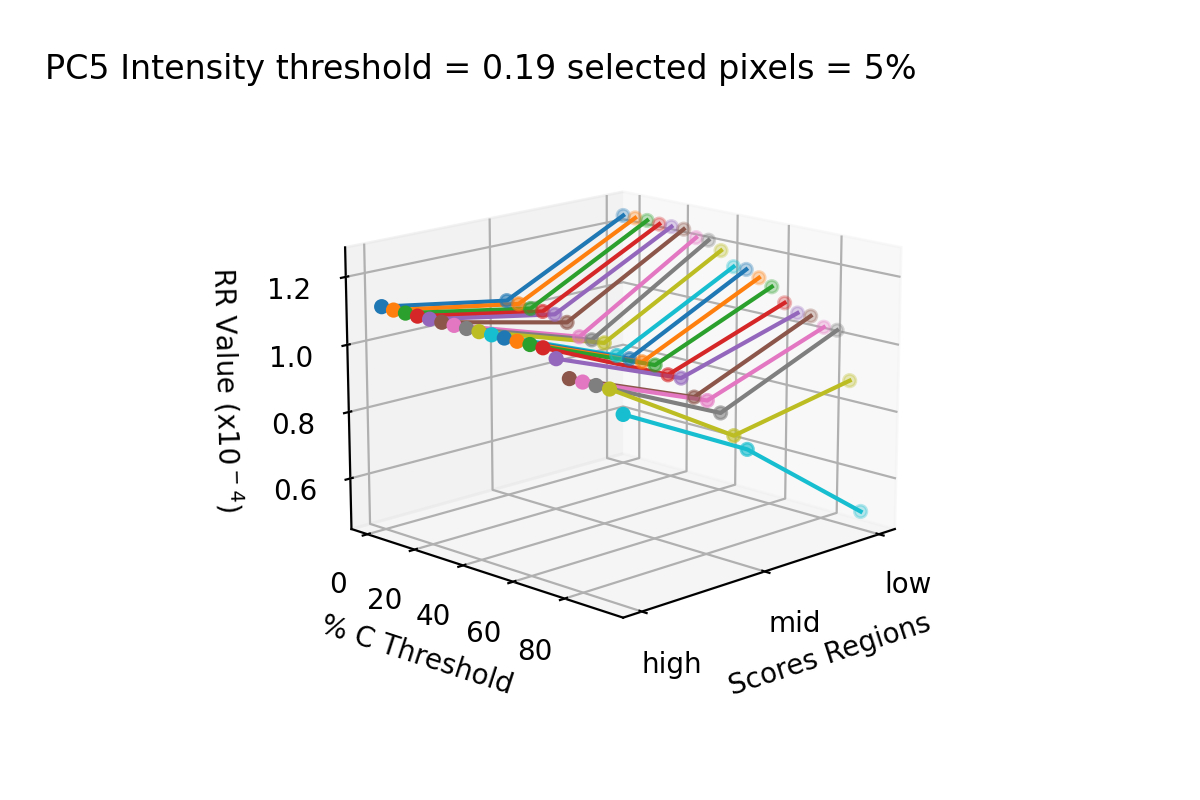 PC5 Intensity threshold = 0.19 selected pixels = 5%
RR Value (x10⁻⁴)
1.2
1.0
0.8
0.6
0
20
40
60
80
% C Threshold
high
mid
low
Scores Regions